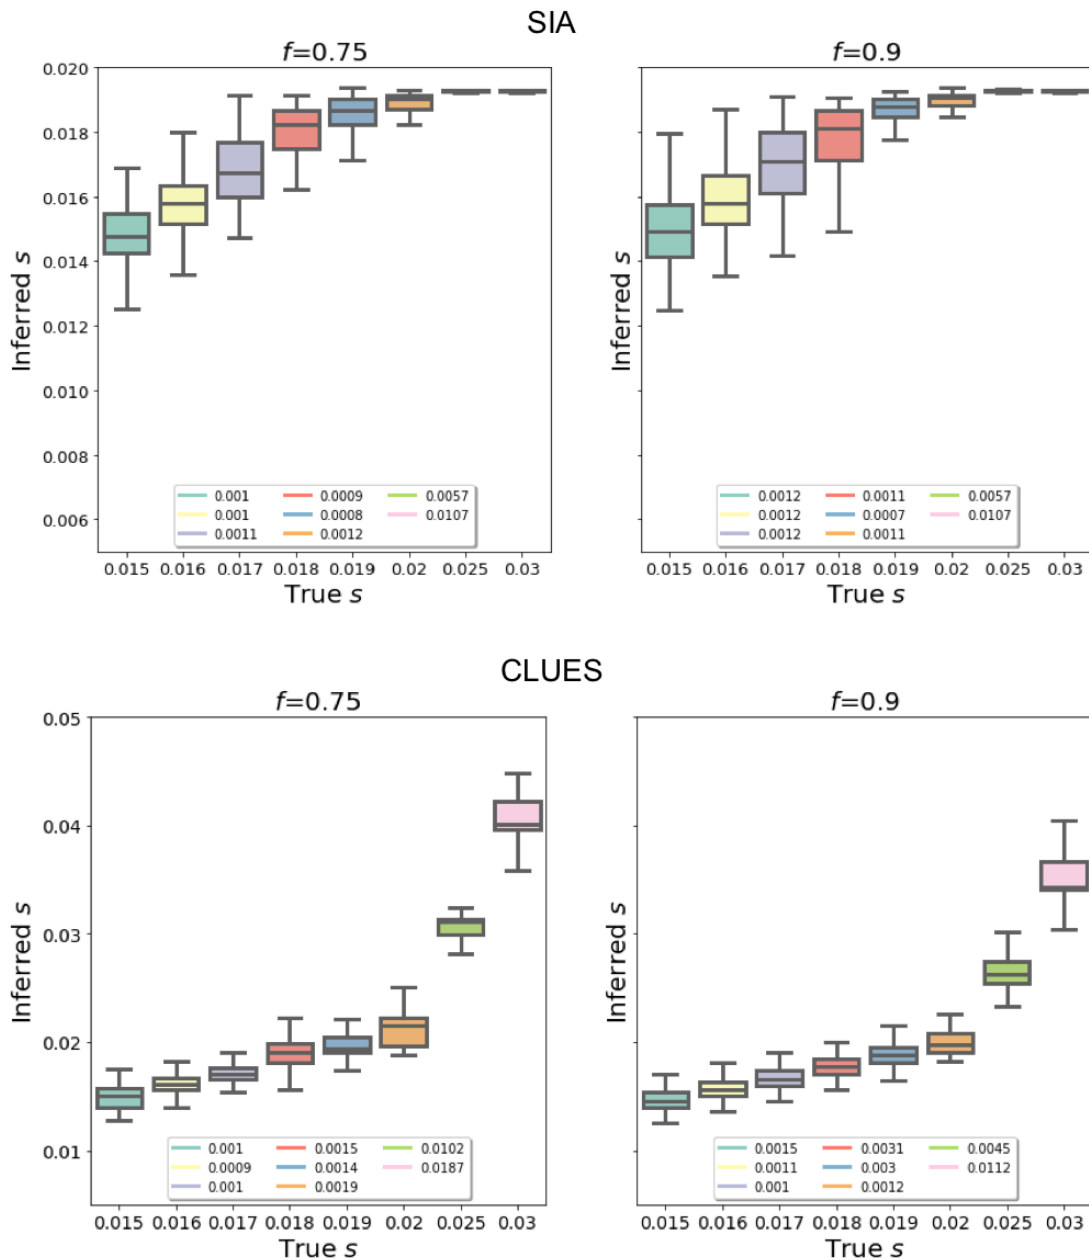 SIA
f=0.75
f=0.9
Inferred s
0.020
0.018
0.016
0.014
0.012
0.010
0.008
0.006
0.001 0.0009 0.0057
0.001 0.0008 0.0107
0.0011 0.0012
0.015 0.016 0.017 0.018 0.019 0.02 0.025 0.03
True s
Inferred s
0.0012 0.0011 0.0057
0.0012 0.0007 0.0107
0.0012 0.0011
0.015 0.016 0.017 0.018 0.019 0.02 0.025 0.03
True s
CLUES
f=0.75
f=0.9
Inferred s
0.05
0.04
0.03
0.02
0.01
0.001 0.0015 0.0102
0.0009 0.0014 0.0187
0.001 0.0019
0.015 0.016 0.017 0.018 0.019 0.02 0.025 0.03
True s
Inferred s
0.0015 0.0031 0.0045
0.0011 0.003 0.0112
0.001 0.0012
0.015 0.016 0.017 0.018 0.019 0.02 0.025 0.03
True s